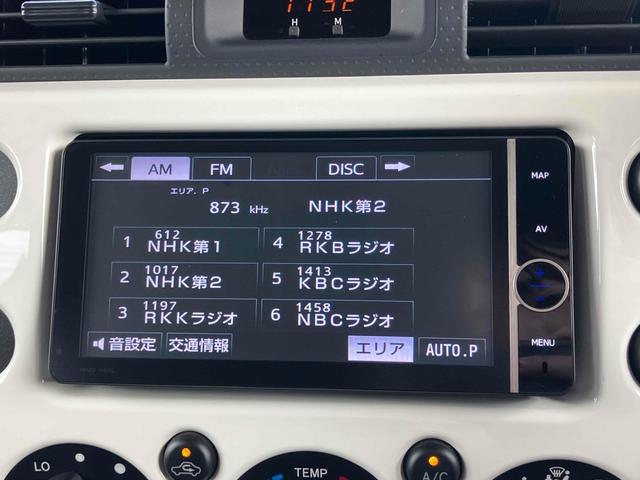 H M
AM FM DISC
エリア. P
873 kHz NHK第2
1 612 NHK第1
4 1278 RKBラジオ
2 1017 NHK第2
5 1413 KBCラジオ
3 1197 RKKラジオ
6 1458 NBCラジオ
音設定 交通情報 エリア AUTO.P
MAP
AV
MENU
LO
TEMP
A/C